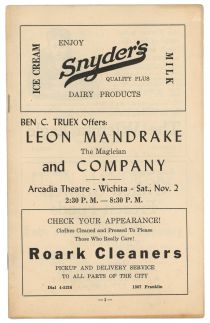 ICE CREAM
ENJOY
Snyder's
QUALITY PLUS
DAIRY PRODUCTS
MILK
BEN C. TRUEX Offers:
LEON MANDRAKE
The Magician
and COMPANY
Arcadia Theatre - Wichita - Sat., Nov. 2
2:30 P. M. — 8:30 P. M.
CHECK YOUR APPEARANCE!
Clothes Cleaned and Pressed To Please
Those Who Really Care!
Roark Cleaners
PICKUP AND DELIVERY SERVICE
TO ALL PARTS OF THE CITY
Dial 4-3236 1507 Franklin
— 1 —